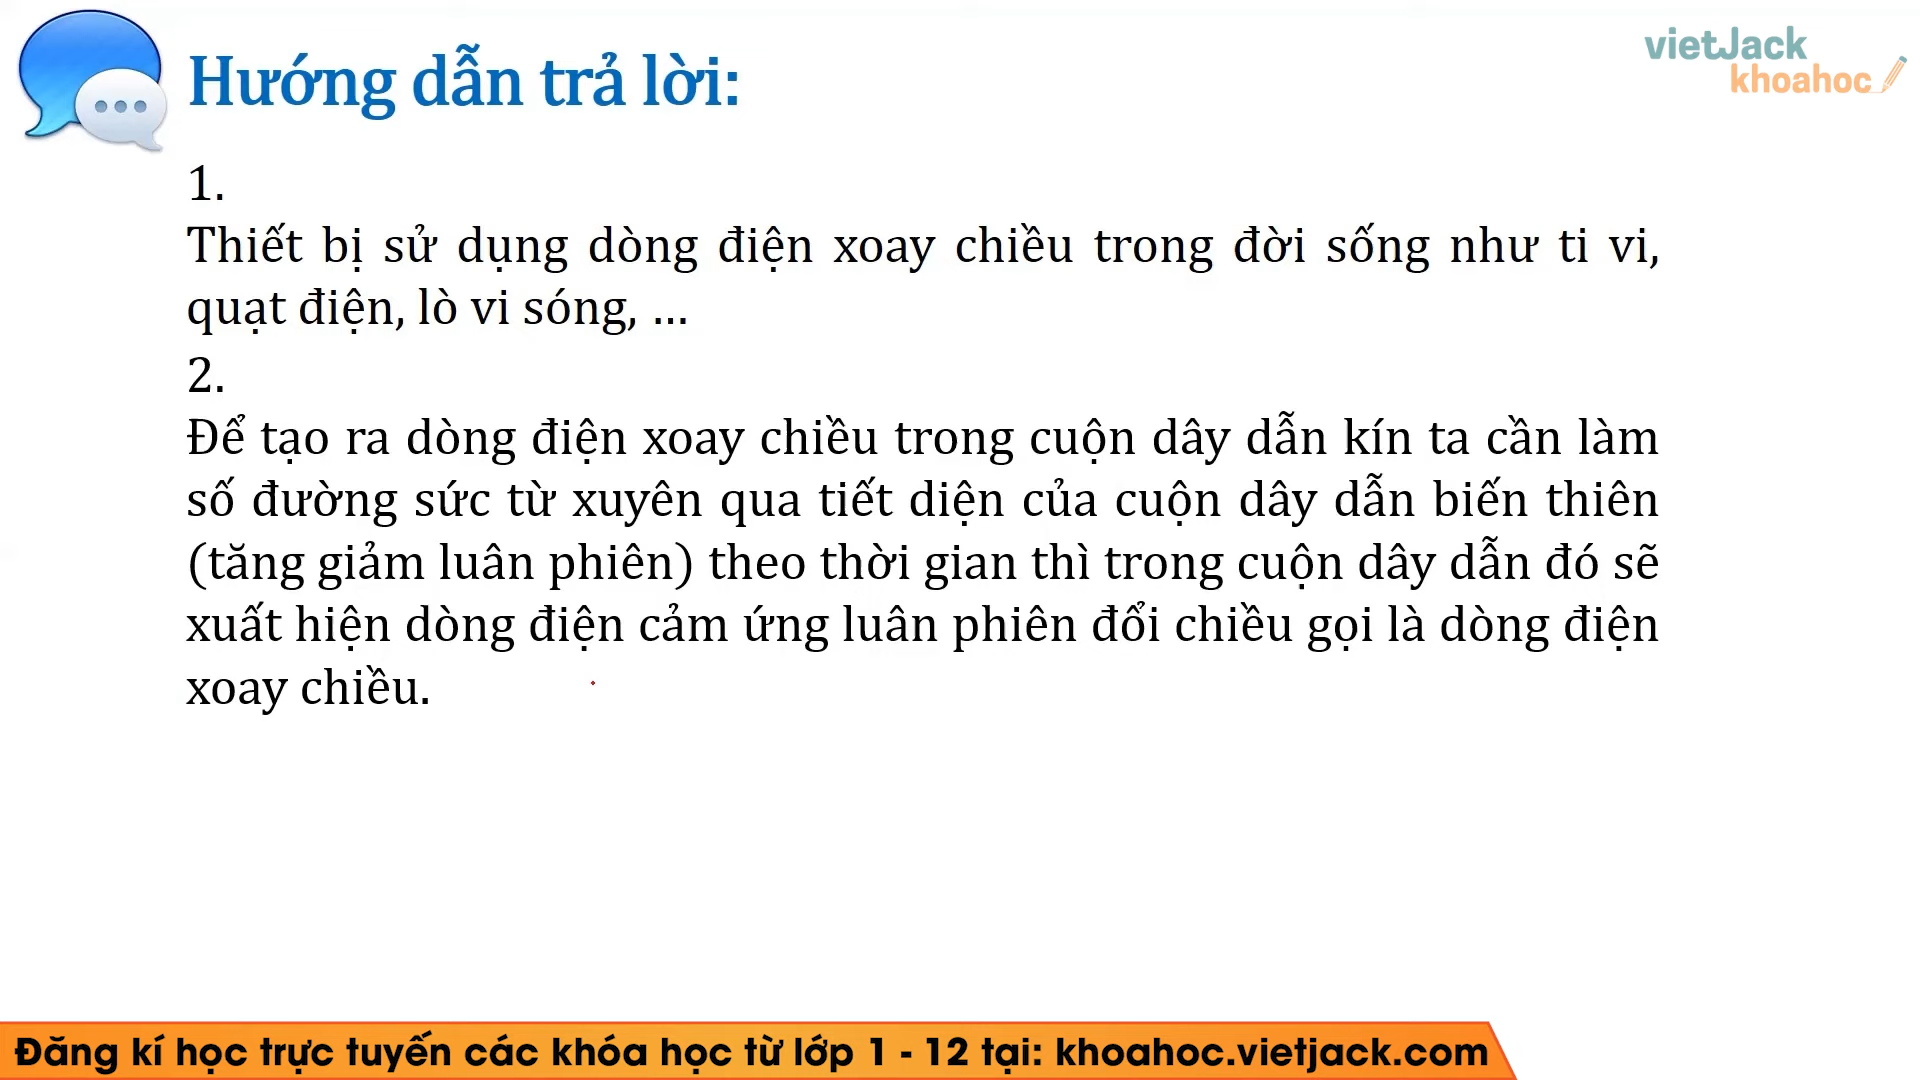 Hướng dẫn trả lời:
vietJack
khoahoc
1.
Thiết bị sử dụng dòng điện xoay chiều trong đời sống như ti vi,
quạt điện, lò vi sóng, ...
2.
Để tạo ra dòng điện xoay chiều trong cuộn dây dẫn kín ta cần làm
số đường sức từ xuyên qua tiết diện của cuộn dây dẫn biến thiên
(tăng giảm luân phiên) theo thời gian thì trong cuộn dây dẫn đó sẽ
xuất hiện dòng điện cảm ứng luân phiên đổi chiều gọi là dòng điện
xoay chiều.
Đăng kí học trực tuyến các khóa học từ lớp 1 - 12 tại: khoahoc.vietjack.com